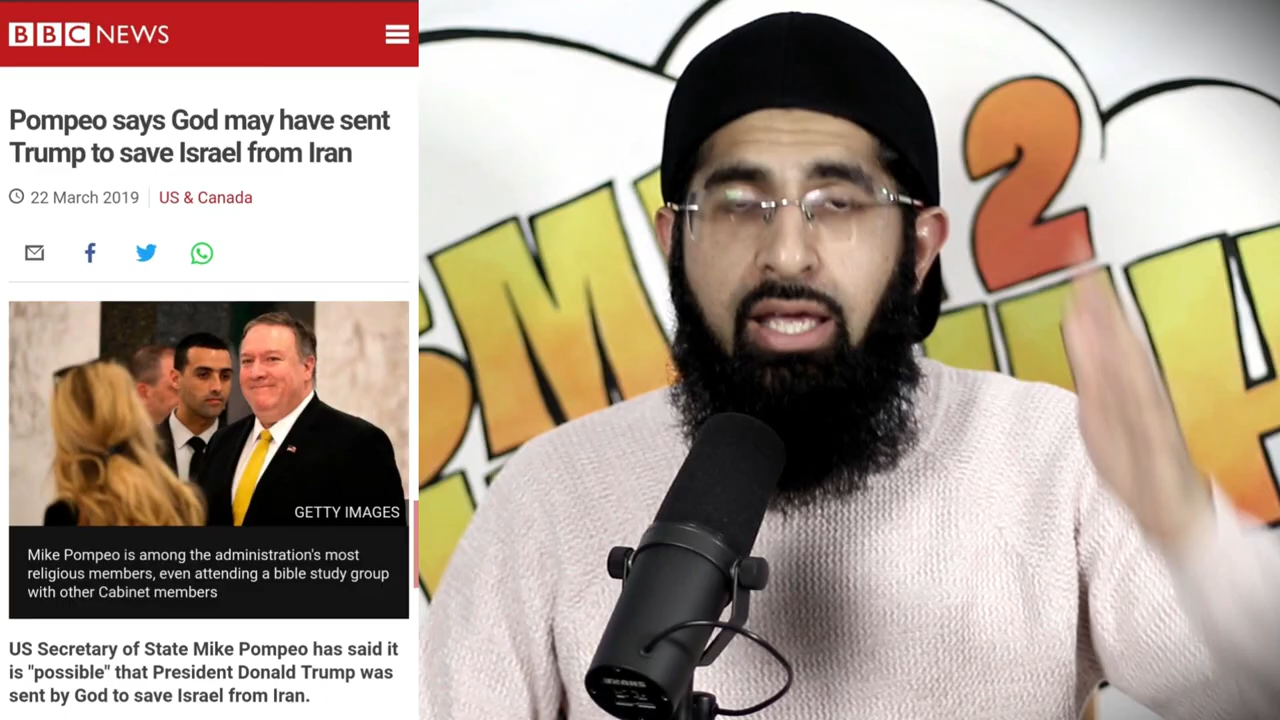 BBC NEWS
Pompeo says God may have sent
Trump to save Israel from Iran
22 March 2019
US & Canada
GETTY IMAGES
Mike Pompeo is among the administration's most
religious members, even attending a bible study group
with other Cabinet members
US Secretary of State Mike Pompeo has said it
is "possible" that President Donald Trump was
sent by God to save Israel from Iran.
2